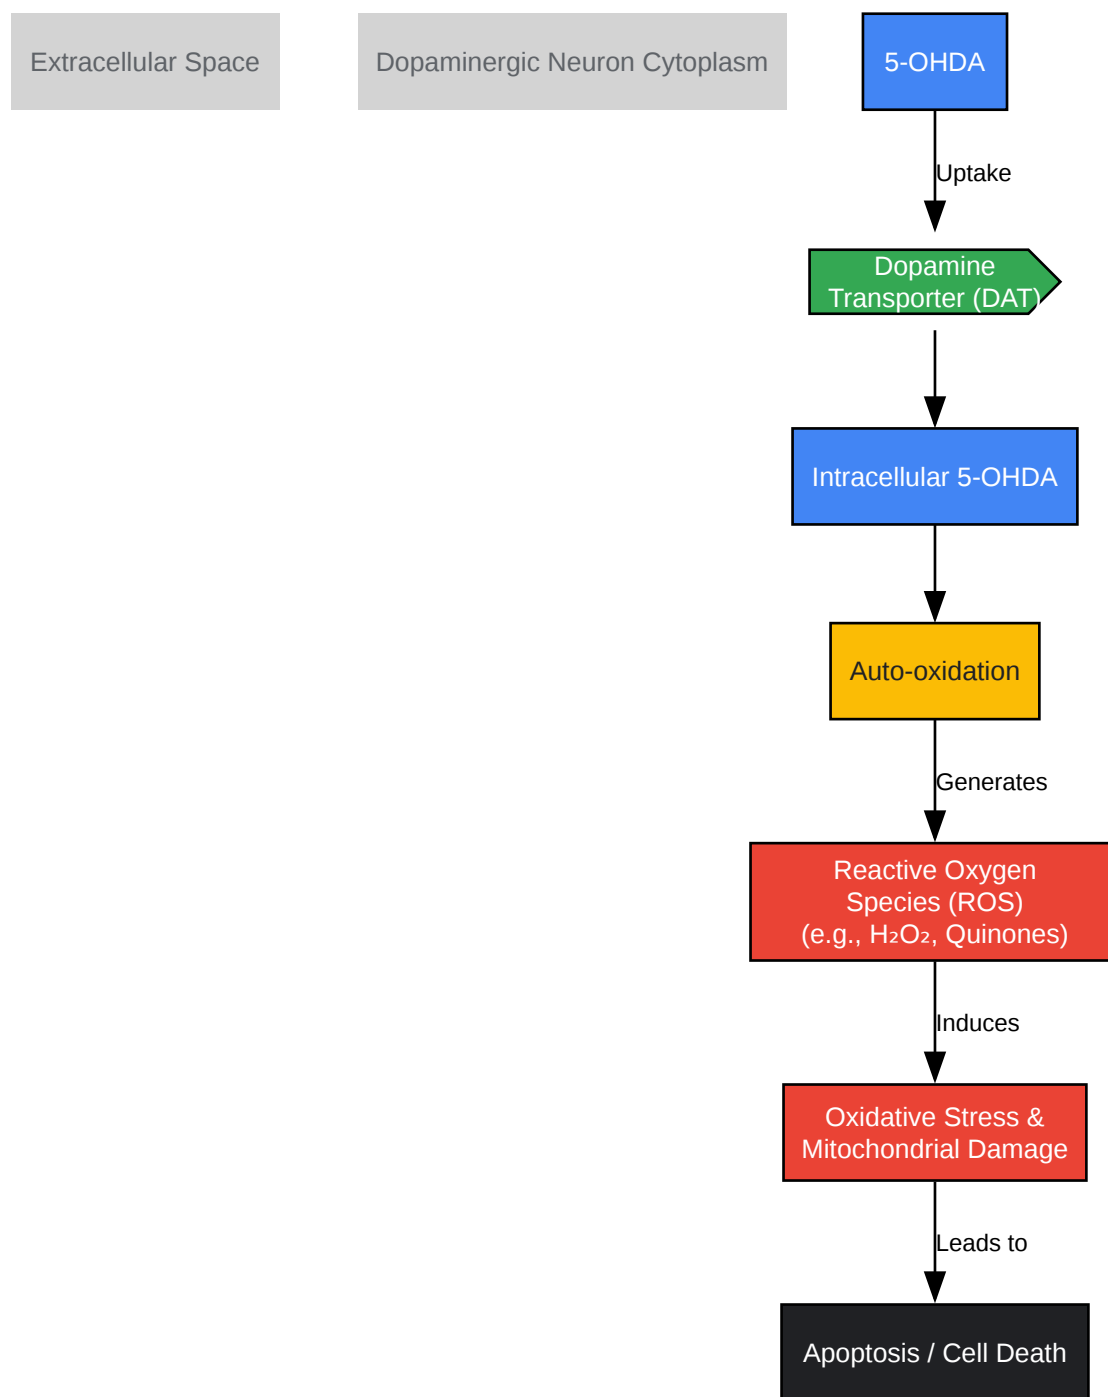 Extracellular Space
Dopaminergic Neuron Cytoplasm
5-OHDA
Uptake
Dopamine
Transporter (DAT)
Intracellular 5-OHDA
Auto-oxidation
Generates
Reactive Oxygen
Species (ROS)
(e.g., H₂O₂, Quinones)
Induces
Oxidative Stress &
Mitochondrial Damage
Leads to
Apoptosis / Cell Death